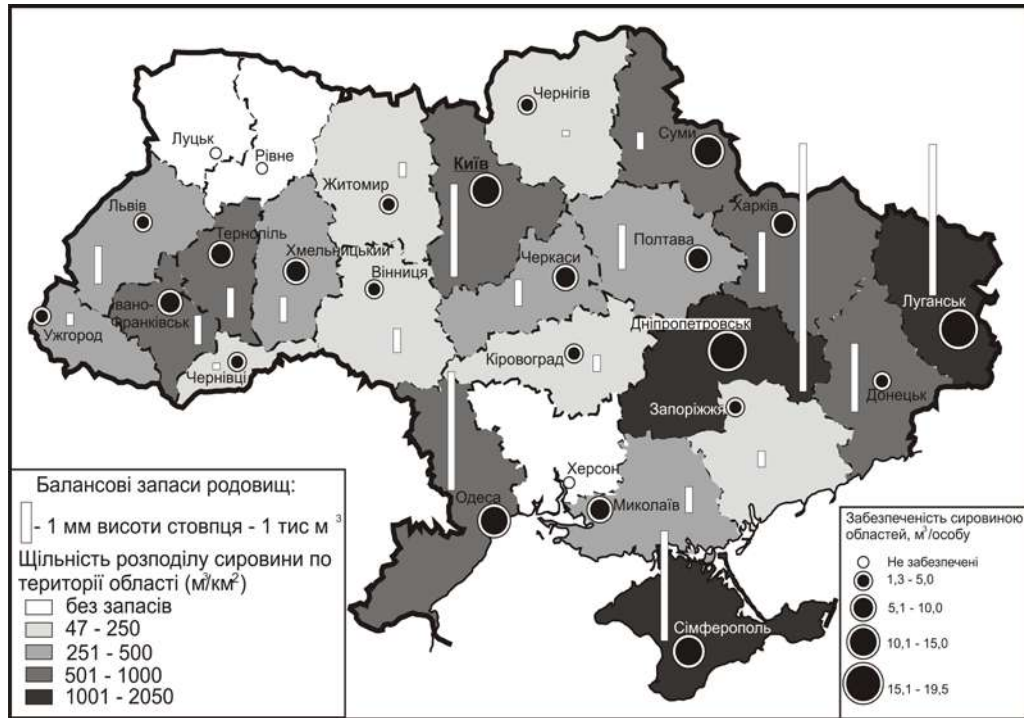 Чернігів
Суми
Луцьк
Рівне
Київ
Житомир
Львів
Харків
Тернопіль
Хмельницький
Полтава
Черкаси
Вінниця
Луганськ
Івано-
Франківськ
Ужгород
Дніпропетровськ
Кіровоград
Чернівці
Донецьк
Запоріжжя
Херсон
Одеса
Миколаїв
Сімферополь
Балансові запаси родовищ:
- 1 мм висоти стовпця - 1 тис м 3
Щільність розподілу сировини по
території області (м3/км2)
без запасів
47 - 250
251 - 500
501 - 1000
1001 - 2050
Забезпеченість сировиною
областей, м3/особу
Не забезпечені
1,3 - 5,0
5,1 - 10,0
10,1 - 15,0
15,1 - 19,5